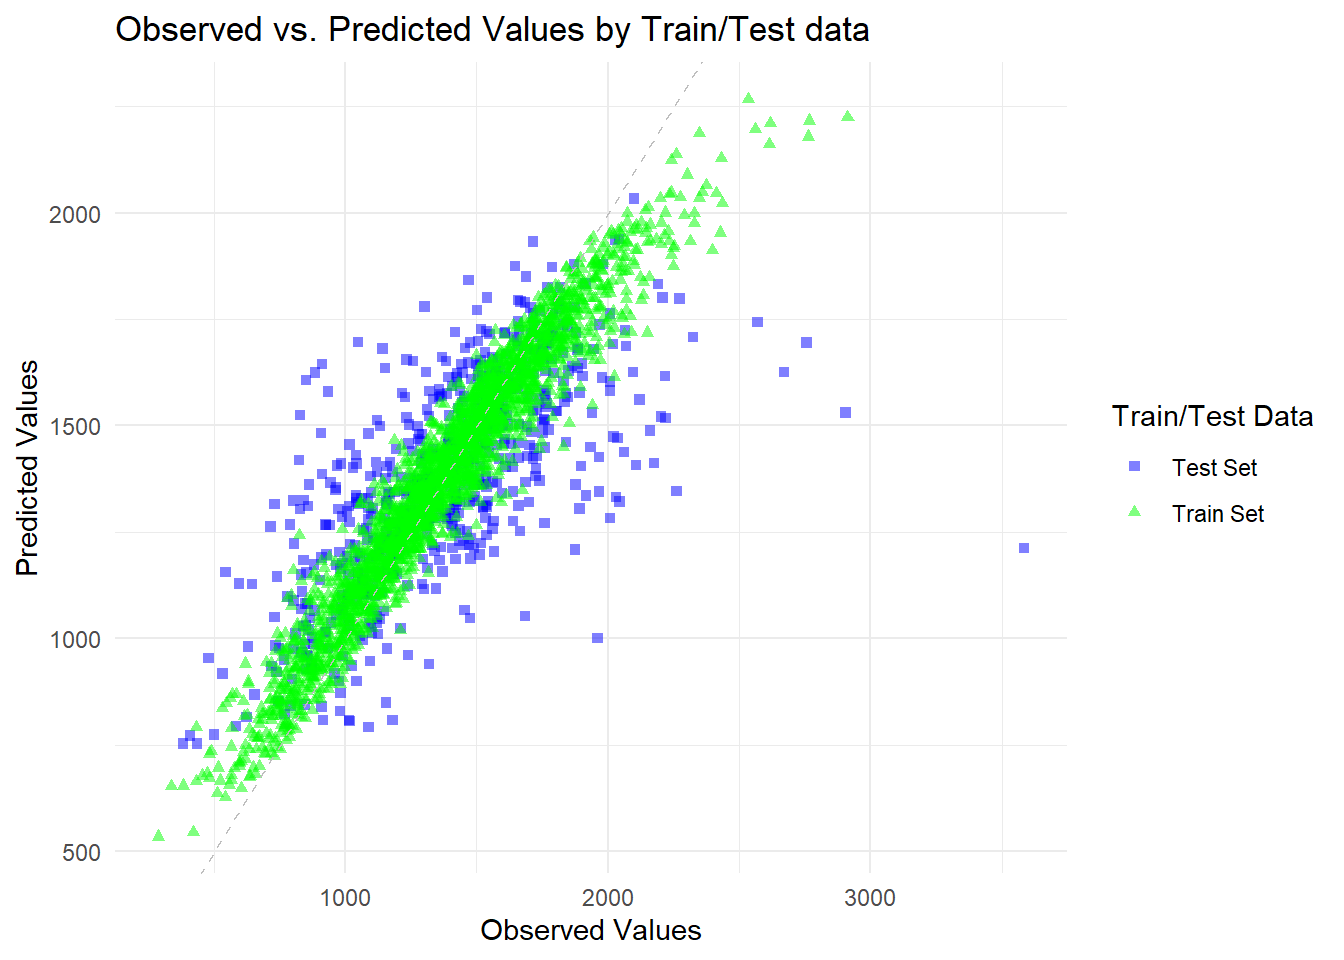 Observed vs. Predicted Values by Train/Test data
Predicted Values
2000
1500
1000
500
1000
2000
3000
Observed Values
Train/Test Data
Test Set
Train Set